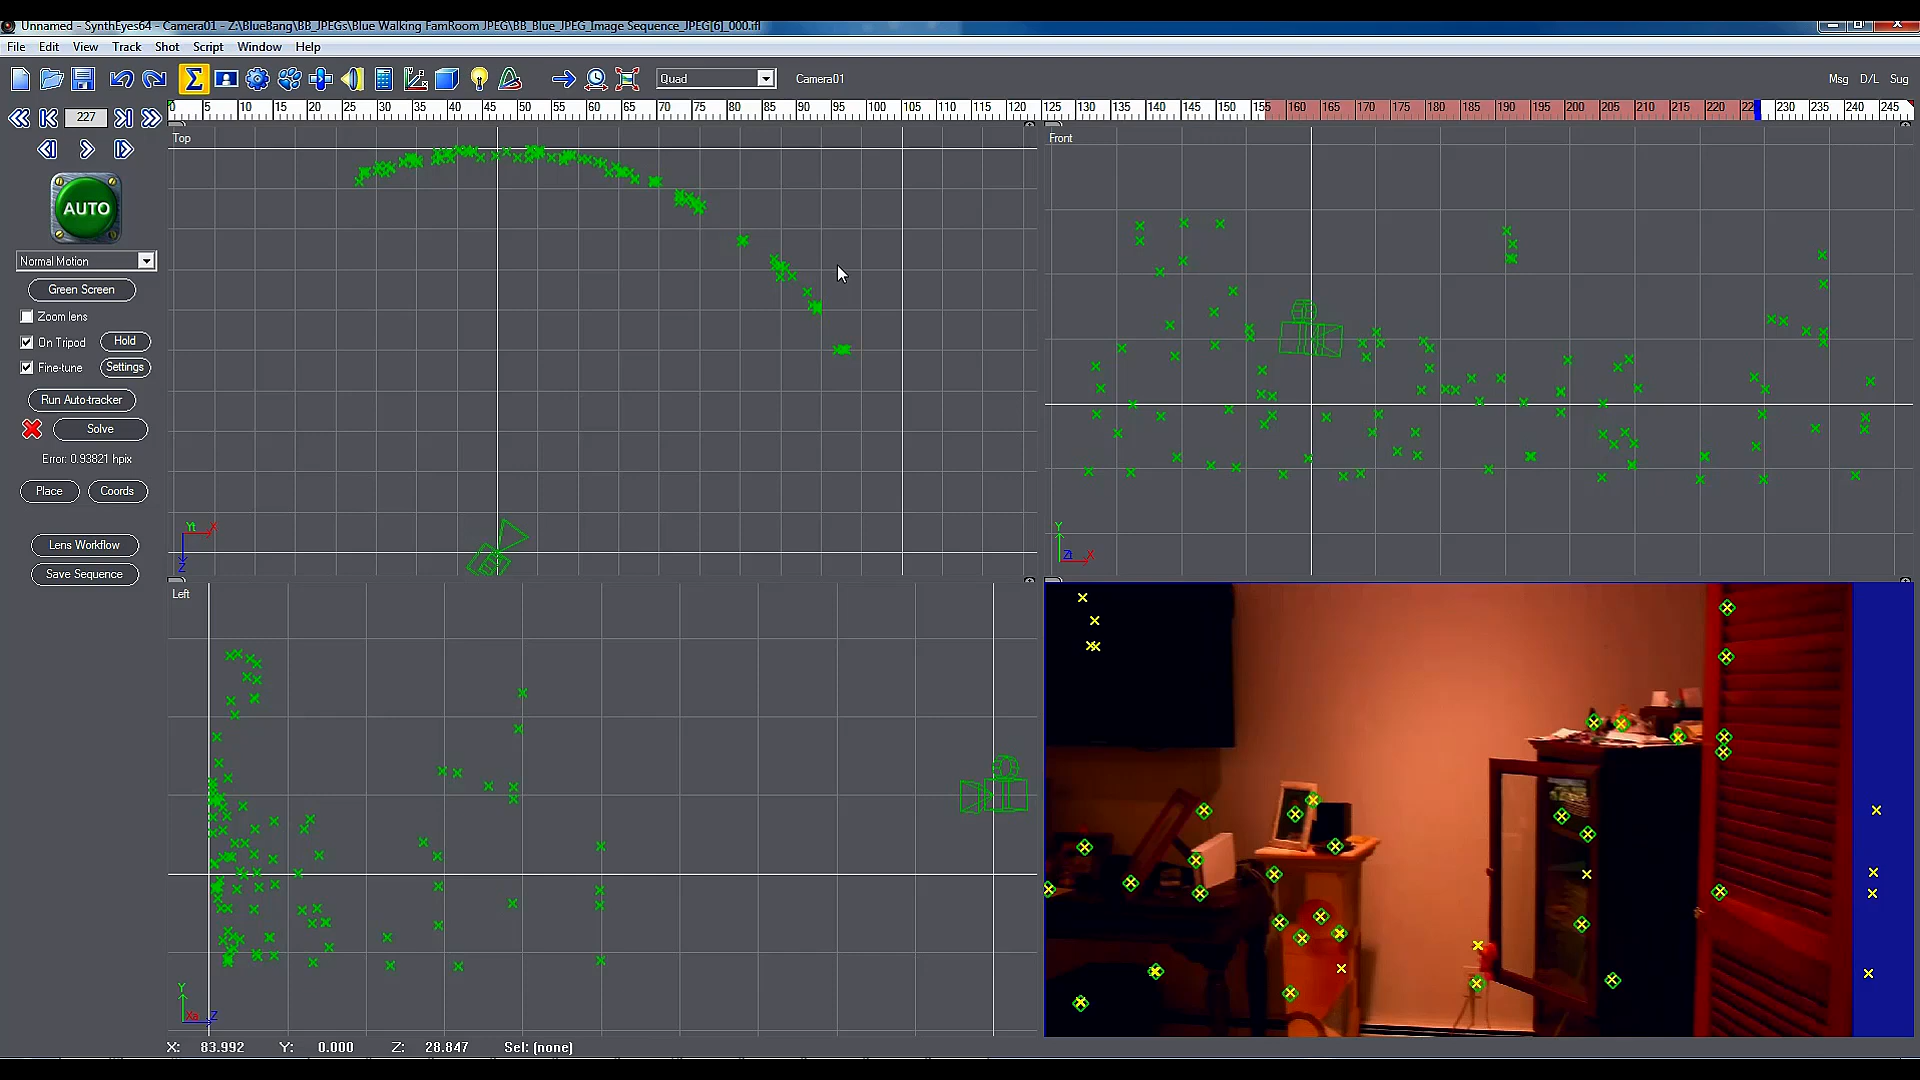 Unnamed - SynthEyes64 - Camera01 - Z:\BlueBang\BB_JPEGs\Blue Walking FamRoom JPEG\BB_Blue_JPEG_Image Sequence_JPEG[6]_000.ifl
File Edit View Track Shot Script Window Help
Quad Camera01 Msg D/L Sug
227 0 5 10 15 20 25 30 35 40 45 50 55 60 65 70 75 80 85 90 95 100 105 110 115 120 125 130 135 140 145 150 155 160 165 170 175 180 185 190 195 200 205 210 215 220 22 230 235 240 245
Top Front
AUTO
Normal Motion
Green Screen
Zoom lens
On Tripod Hold
Fine-tune Settings
Run Auto-tracker
Solve
Error: 0.93821 hpix
Place Coords
Yt X Z
Y Zt X
Lens Workflow
Save Sequence
Left
Y Xa Z
X: 83.992 Y: 0.000 Z: 28.847 Sel: (none)